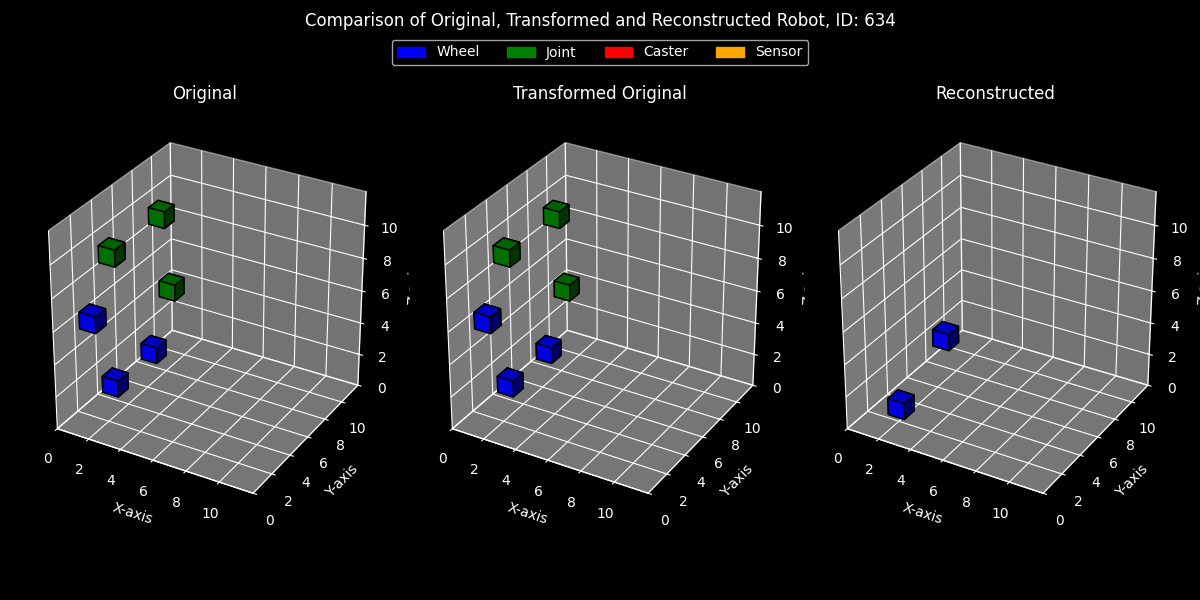 Comparison of Original, Transformed and Reconstructed Robot, ID: 634
Wheel Joint Caster Sensor
Original Transformed Original Reconstructed
10 10 10
8 8 8
6 6 6
4 4 4
2 2 2
0 0 0
0 2 4 6 8 10 X-axis
0 2 4 6 8 10 Y-axis
0 2 4 6 8 10 X-axis
0 2 4 6 8 10 Y-axis
0 2 4 6 8 10 X-axis
0 2 4 6 8 10 Y-axis